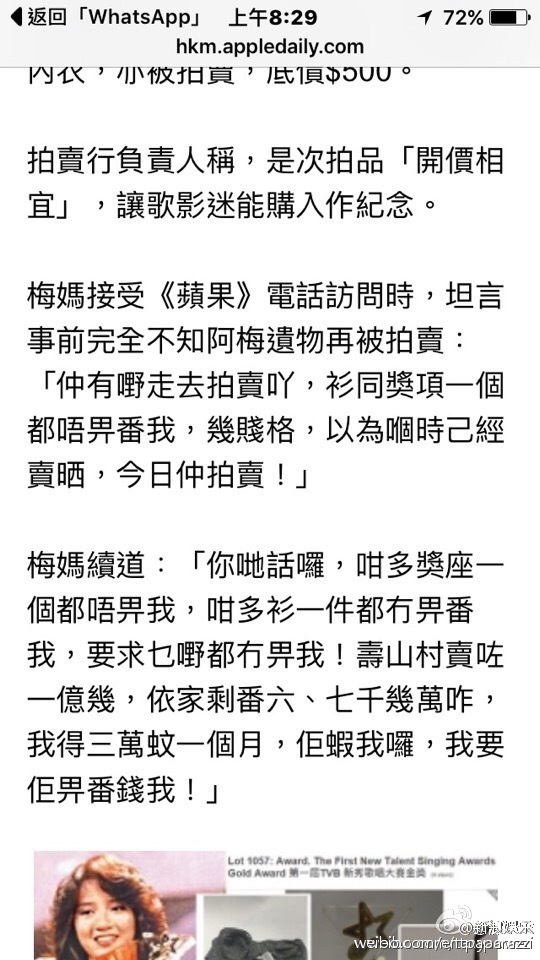 返回「WhatsApp」 上午8:29 72%
hkm.appledaily.com
內衣，亦被拍賣，底價$500。
拍賣行負責人稱，是次拍品「開價相
宜」，讓歌影迷能購入作紀念。
梅媽接受《蘋果》電話訪問時，坦言
事前完全不知阿梅遺物再被拍賣：
「仲有嘢走去拍賣吖，衫同獎項一個
都唔畀番我，幾賤格，以為嗰時己經
賣晒，今日仲拍賣！」
梅媽續道：「你哋話囉，咁多獎座一
個都唔畀我，咁多衫一件都冇畀番
我，要求乜嘢都冇畀我！壽山村賣咗
一億幾，依家剩番六、七千幾萬咋，
我得三萬蚊一個月，佢蝦我囉，我要
佢畀番錢我！」
Lot 1057: Award. The First New Talent Singing Awards
Gold Award 第一屆TVB 新秀歌唱大賽金獎